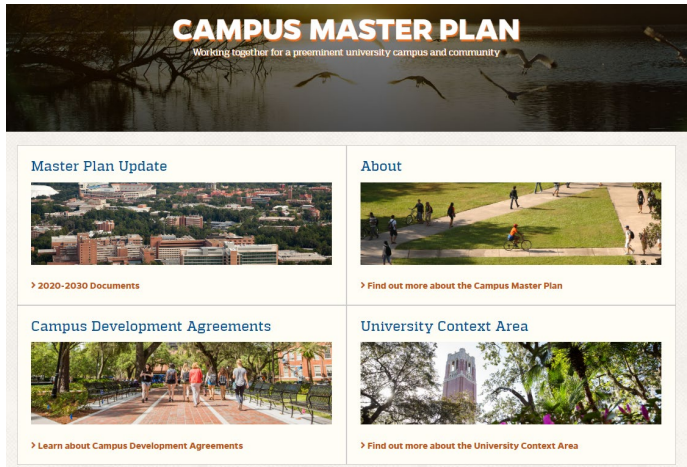 CAMPUS MASTER PLAN
Working together for a preeminent university campus and community
Master Plan Update
> 2020-2030 Documents
About
> Find out more about the Campus Master Plan
Campus Development Agreements
> Learn about Campus Development Agreements
University Context Area
> Find out more about the University Context Area